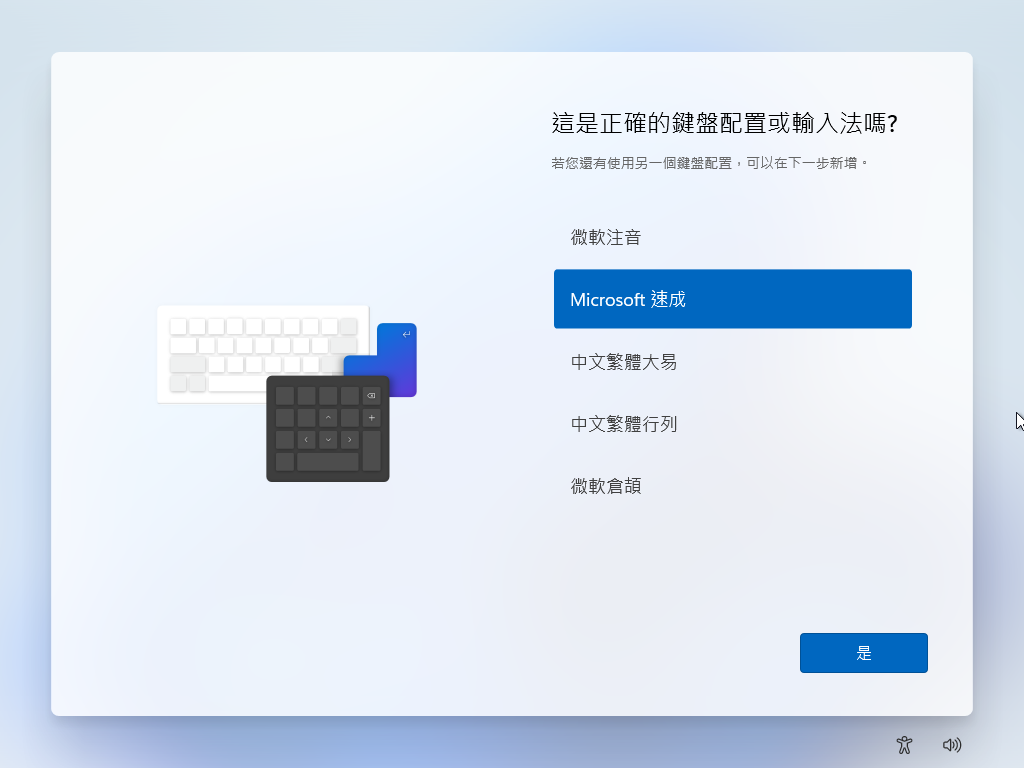 這是正確的鍵盤配置或輸入法嗎?
若您還有使用另一個鍵盤配置，可以在下一步新增。
微軟注音
Microsoft 速成
中文繁體大易
中文繁體行列
微軟倉頡
是